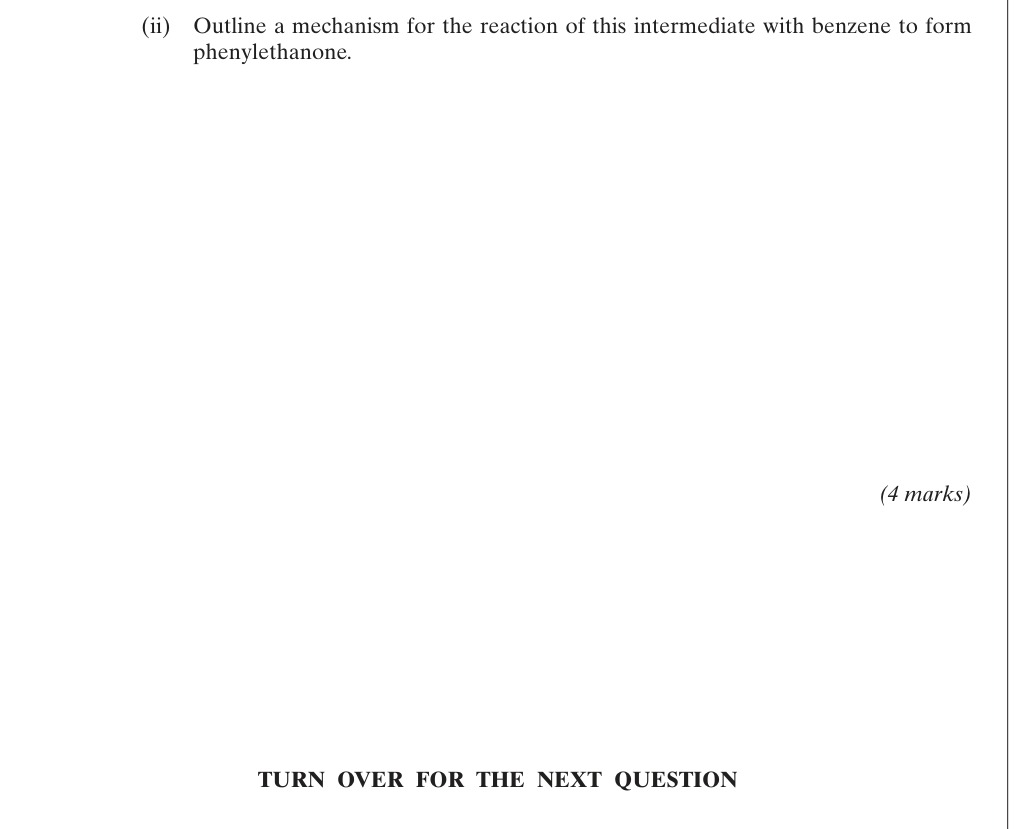 (ii) Outline a mechanism for the reaction of this intermediate with benzene to form
phenylethanone.
(4 marks)
TURN OVER FOR THE NEXT QUESTION